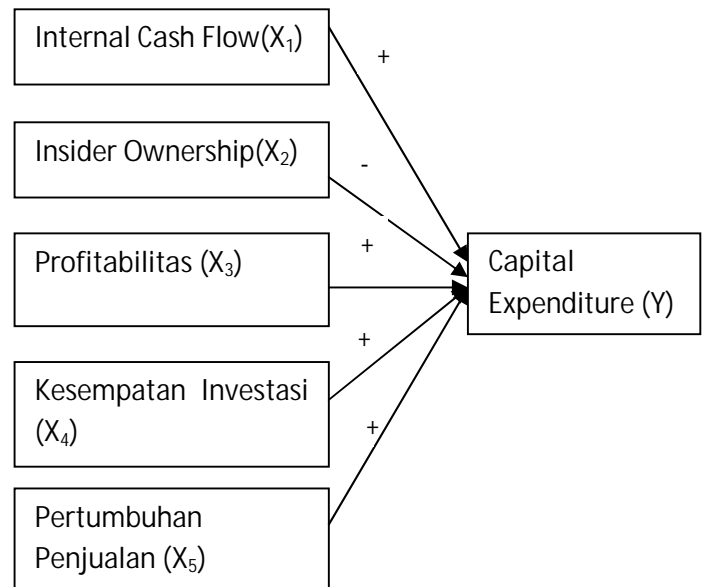 Internal Cash Flow(X₁)
+
Insider Ownership(X₂)
-
Profitabilitas (X₃)
+
Capital
Expenditure (Y)
+
Kesempatan Investasi
(X₄)
+
Pertumbuhan
Penjualan (X₅)